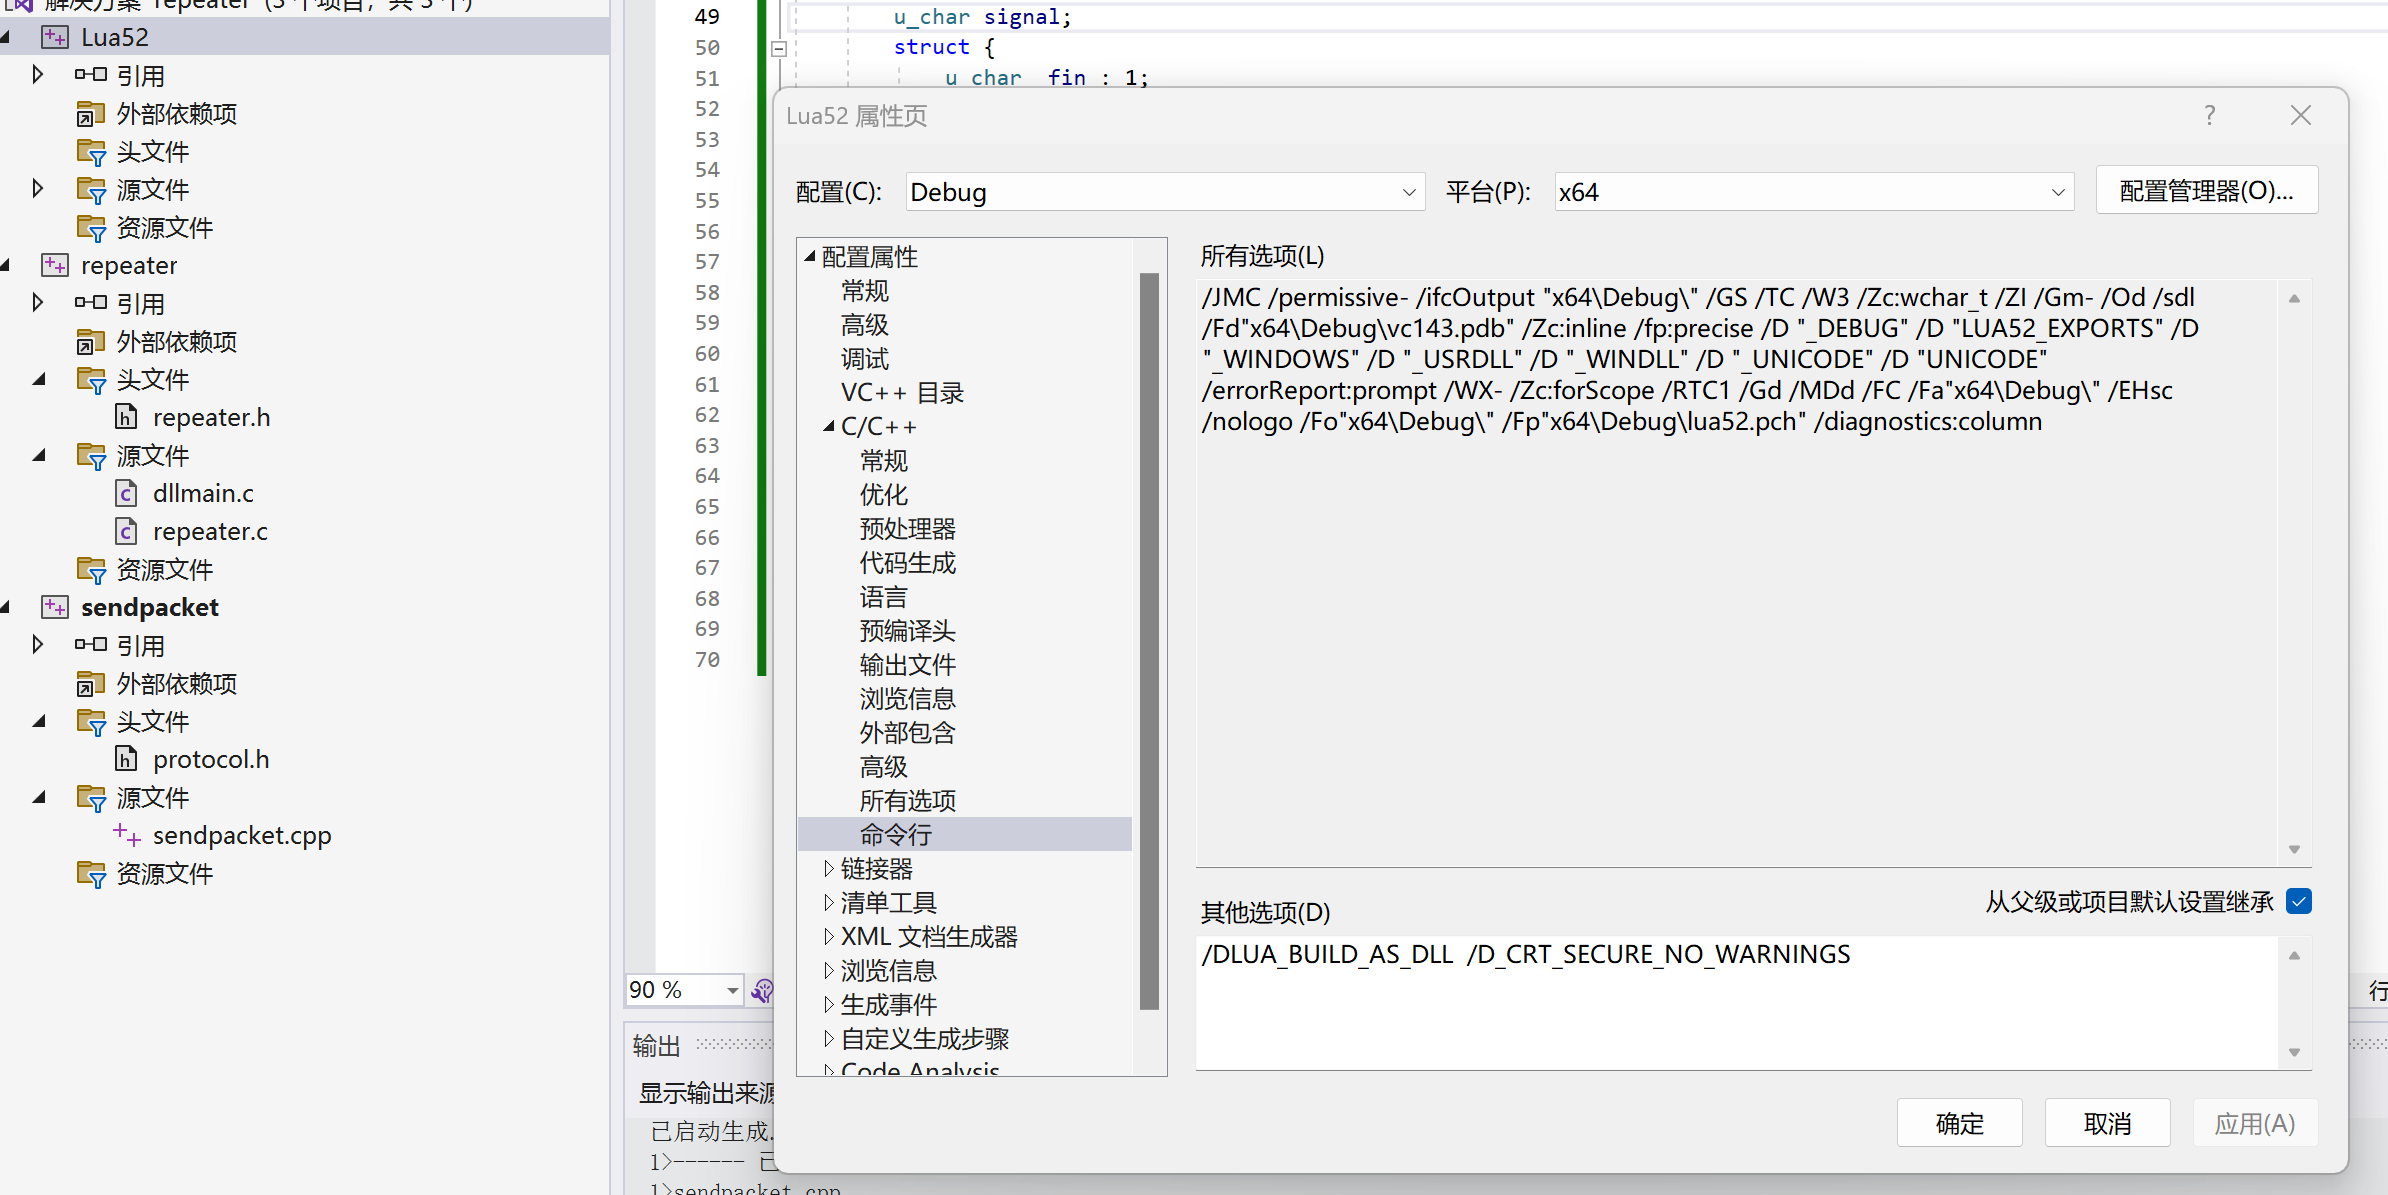 解决方案 "repeater" (3 个项目，共 3 个)
Lua52
引用
外部依赖项
头文件
源文件
资源文件
repeater
引用
外部依赖项
头文件
repeater.h
源文件
dllmain.c
repeater.c
资源文件
sendpacket
引用
外部依赖项
头文件
protocol.h
源文件
sendpacket.cpp
资源文件
49 u_char signal;
50 struct {
51 u_char fin : 1;
52
53
54
55
56
57
58
59
60
61
62
63
64
65
66
67
68
69
70
90 %
行
输出
显示输出来源
已启动生成.
1>------ 已
1>sendpacket.cpp
Lua52 属性页
配置(C): Debug 平台(P): x64 配置管理器(O)...
配置属性
常规
高级
调试
VC++ 目录
C/C++
常规
优化
预处理器
代码生成
语言
预编译头
输出文件
浏览信息
外部包含
高级
所有选项
命令行
链接器
清单工具
XML 文档生成器
浏览信息
生成事件
自定义生成步骤
Code Analysis
所有选项(L)
/JMC /permissive- /ifcOutput "x64\Debug\" /GS /TC /W3 /Zc:wchar_t /ZI /Gm- /Od /sdl
/Fd"x64\Debug\vc143.pdb" /Zc:inline /fp:precise /D "_DEBUG" /D "LUA52_EXPORTS" /D
"_WINDOWS" /D "_USRDLL" /D "_WINDLL" /D "_UNICODE" /D "UNICODE"
/errorReport:prompt /WX- /Zc:forScope /RTC1 /Gd /MDd /FC /Fa"x64\Debug\" /EHsc
/nologo /Fo"x64\Debug\" /Fp"x64\Debug\lua52.pch" /diagnostics:column
从父级或项目默认设置继承
其他选项(D)
/DLUA_BUILD_AS_DLL /D_CRT_SECURE_NO_WARNINGS
确定 取消 应用(A)